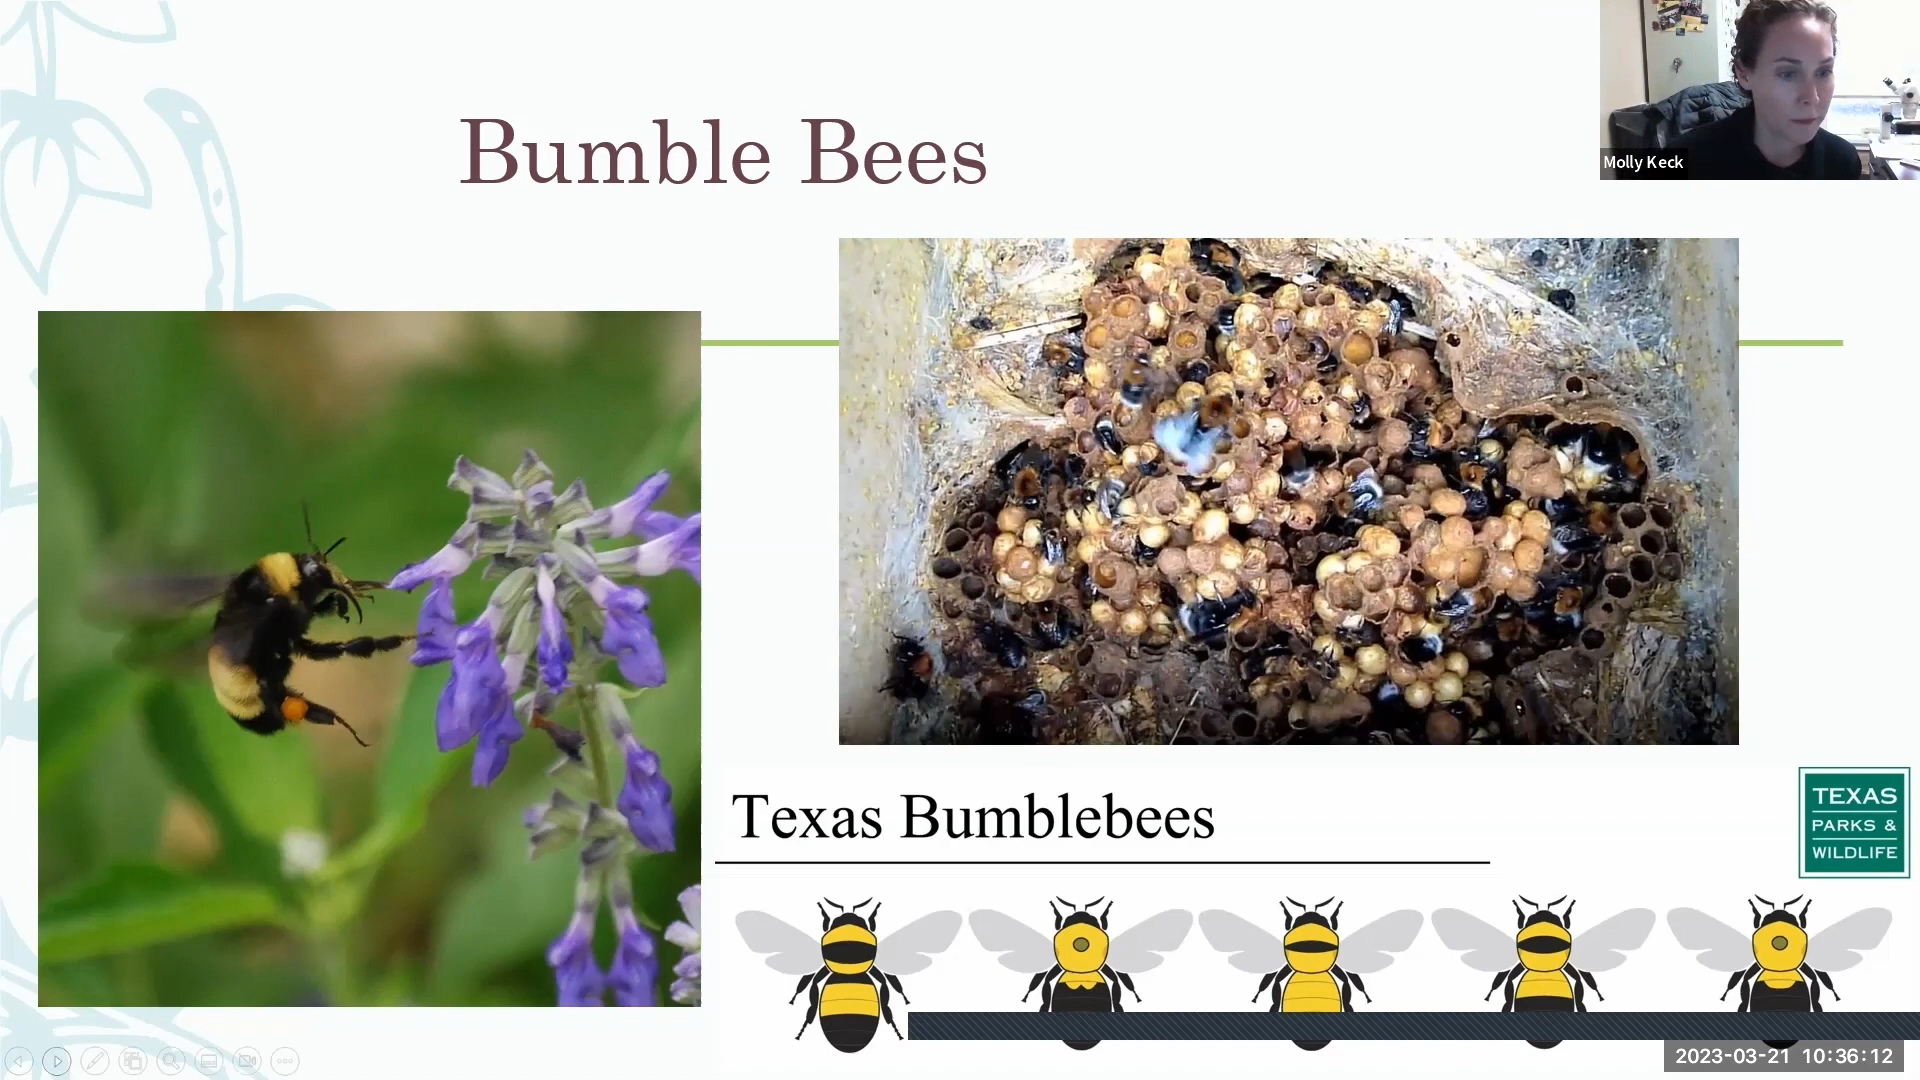 Bumble Bees
Molly Keck
Texas Bumblebees
TEXAS
PARKS &
WILDLIFE
2023-03-21 10:36:12